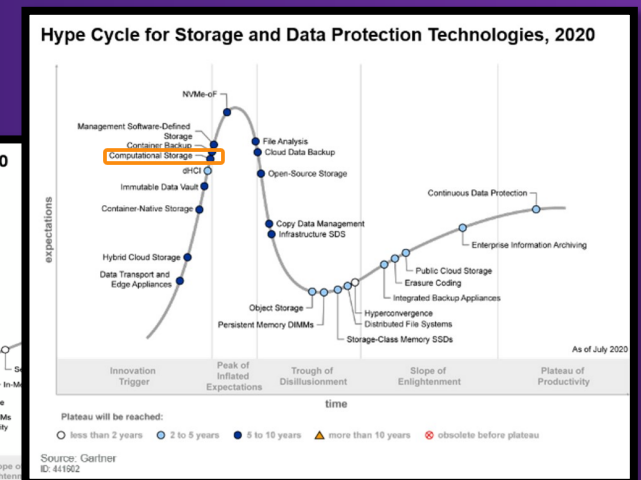 Hype Cycle for Storage and Data Protection Technologies, 2020
NVMe-oF
Management Software-Defined
Storage
Container Backup
Computational Storage
dHCI
Immutable Data Vault
Container-Native Storage
Hybrid Cloud Storage
Data Transport and
Edge Appliances
File Analysis
Cloud Data Backup
Open-Source Storage
Copy Data Management
Infrastructure SDS
Object Storage
Persistent Memory DIMMs
Storage-Class Memory SSDs
Distributed File Systems
Hyperconvergence
Integrated Backup Appliances
Erasure Coding
Public Cloud Storage
Enterprise Information Archiving
Continuous Data Protection
expectations
As of July 2020
Innovation
Trigger
Peak of
Inflated
Expectations
Trough of
Disillusionment
Slope of
Enlightenment
Plateau of
Productivity
time
Plateau will be reached:
less than 2 years
2 to 5 years
5 to 10 years
more than 10 years
obsolete before plateau
Source: Gartner
ID: 441602
0